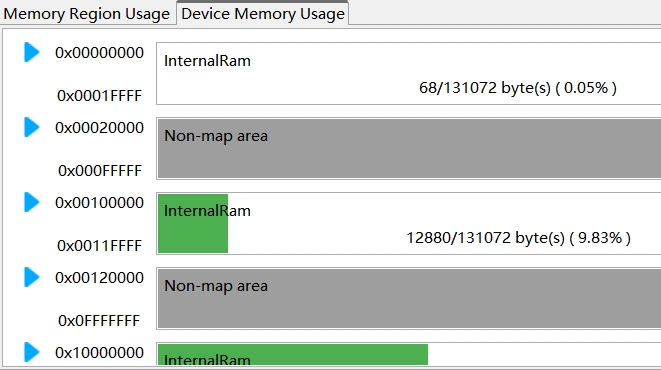 Memory Region Usage
Device Memory Usage
0x00000000
InternalRam
68/131072 byte(s) ( 0.05% )
0x0001FFFF
0x00020000
Non-map area
0x000FFFFF
0x00100000
InternalRam
12880/131072 byte(s) ( 9.83% )
0x0011FFFF
0x00120000
Non-map area
0x0FFFFFFF
0x10000000
InternalRam